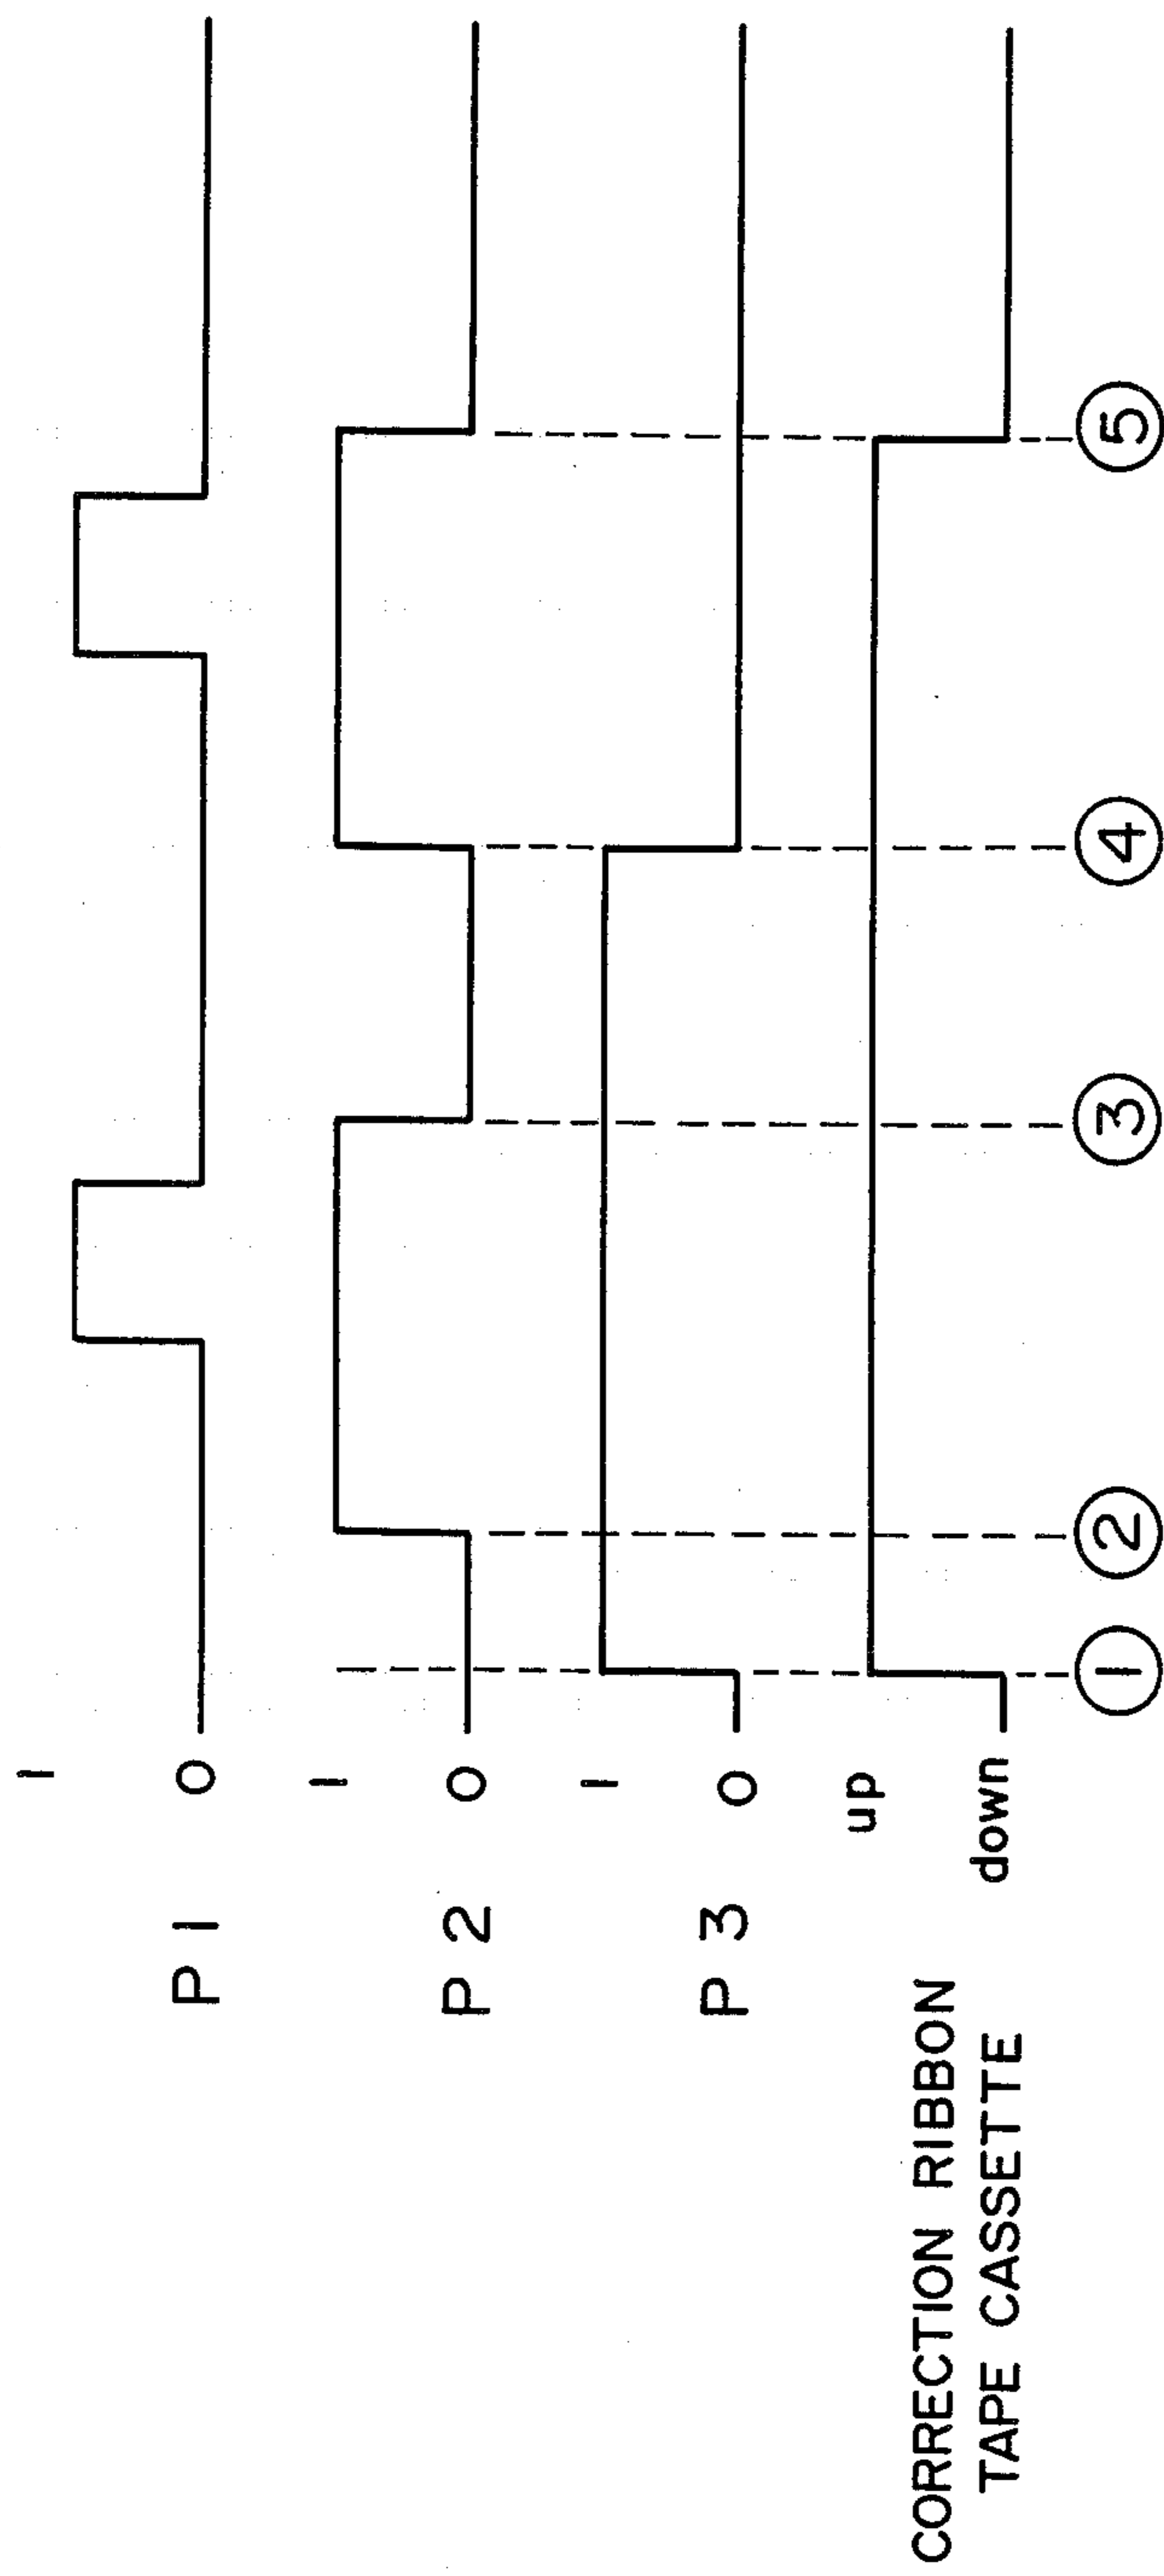 1
P1 0
1
P2 0
1
P3 0
up
CORRECTION RIBBON
TAPE CASSETTE down
① ② ③ ④ ⑤